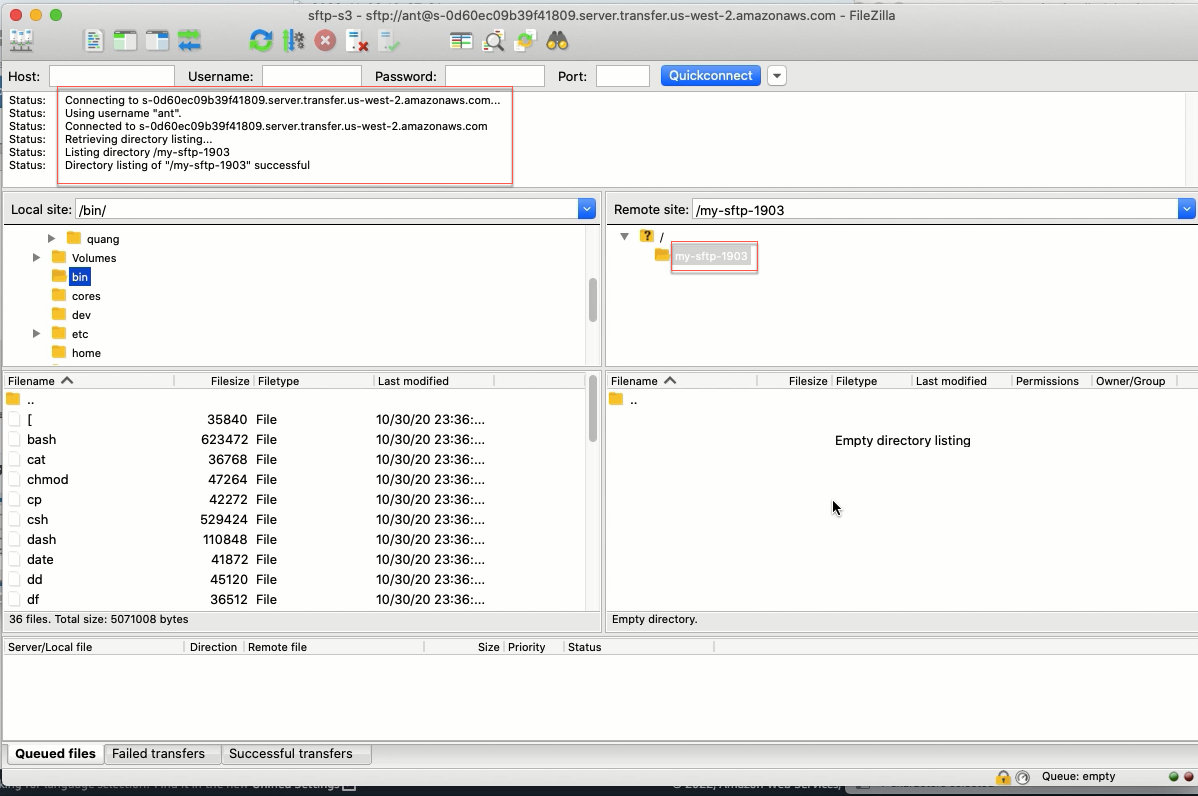 sftp-s3 - sftp://ant@s-0d60ec09b39f41809.server.transfer.us-west-2.amazonaws.com - FileZilla
Host: Username: Password: Port: Quickconnect
Status: Connecting to s-0d60ec09b39f41809.server.transfer.us-west-2.amazonaws.com...
Status: Using username "ant".
Status: Connected to s-0d60ec09b39f41809.server.transfer.us-west-2.amazonaws.com
Status: Retrieving directory listing...
Status: Listing directory /my-sftp-1903
Status: Directory listing of "/my-sftp-1903" successful
Local site: /bin/
quang
Volumes
bin
cores
dev
etc
home
Remote site: /my-sftp-1903
? /
my-sftp-1903
Filename Filesize Filetype Last modified
..
[ 35840 File 10/30/20 23:36:...
bash 623472 File 10/30/20 23:36:...
cat 36768 File 10/30/20 23:36:...
chmod 47264 File 10/30/20 23:36:...
cp 42272 File 10/30/20 23:36:...
csh 529424 File 10/30/20 23:36:...
dash 110848 File 10/30/20 23:36:...
date 41872 File 10/30/20 23:36:...
dd 45120 File 10/30/20 23:36:...
df 36512 File 10/30/20 23:36:...
36 files. Total size: 5071008 bytes
Filename Filesize Filetype Last modified Permissions Owner/Group
..
Empty directory listing
Empty directory.
Server/Local file Direction Remote file Size Priority Status
Queued files Failed transfers Successful transfers
Queue: empty